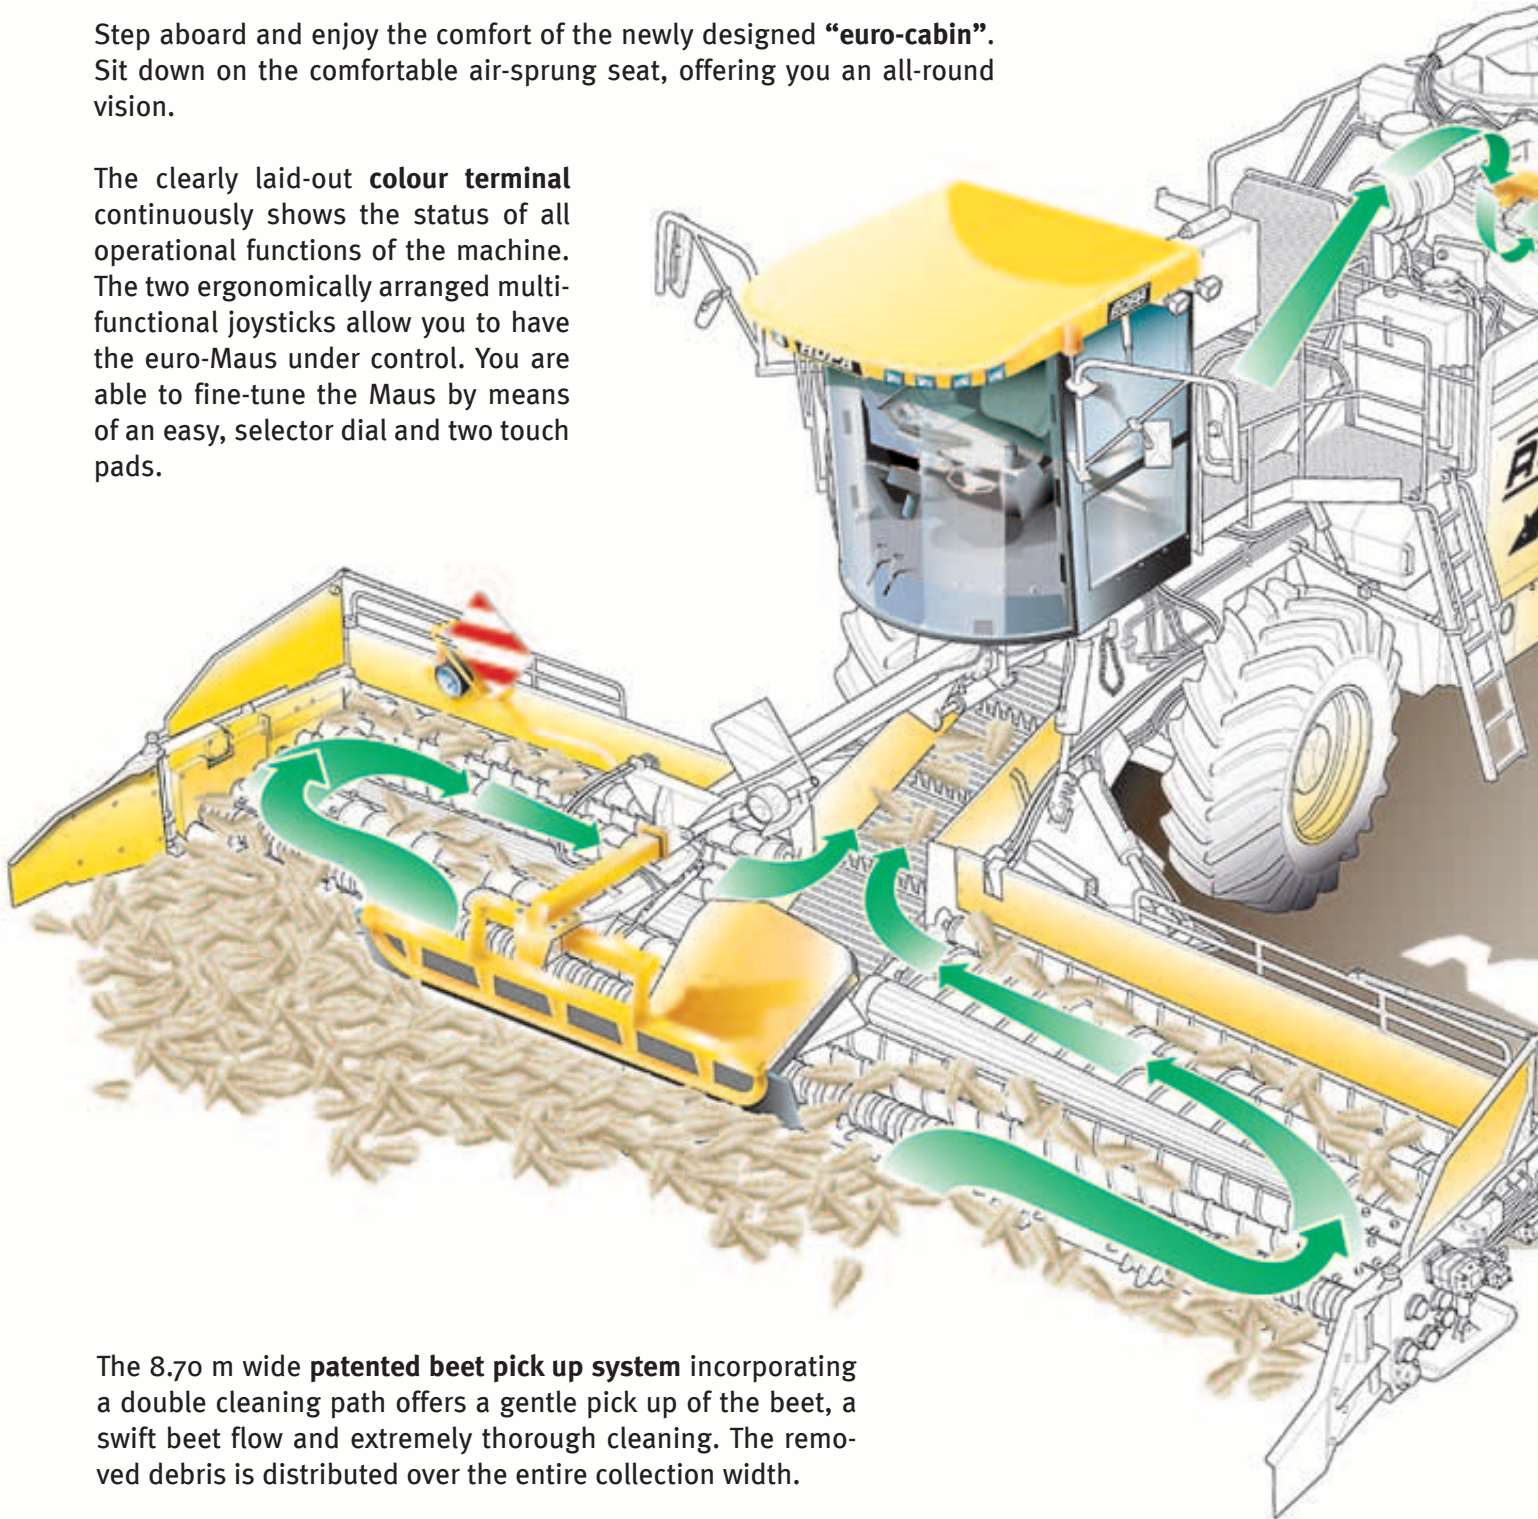 Step aboard and enjoy the comfort of the newly designed “euro-cabin”.
Sit down on the comfortable air-sprung seat, offering you an all-round
vision.
The clearly laid-out colour terminal
continuously shows the status of all
operational functions of the machine.
The two ergonomically arranged multi-
functional joysticks allow you to have
the euro-Maus under control. You are
able to fine-tune the Maus by means
of an easy, selector dial and two touch
pads.
ROPA
The 8.70 m wide patented beet pick up system incorporating
a double cleaning path offers a gentle pick up of the beet, a
swift beet flow and extremely thorough cleaning. The remo-
ved debris is distributed over the entire collection width.